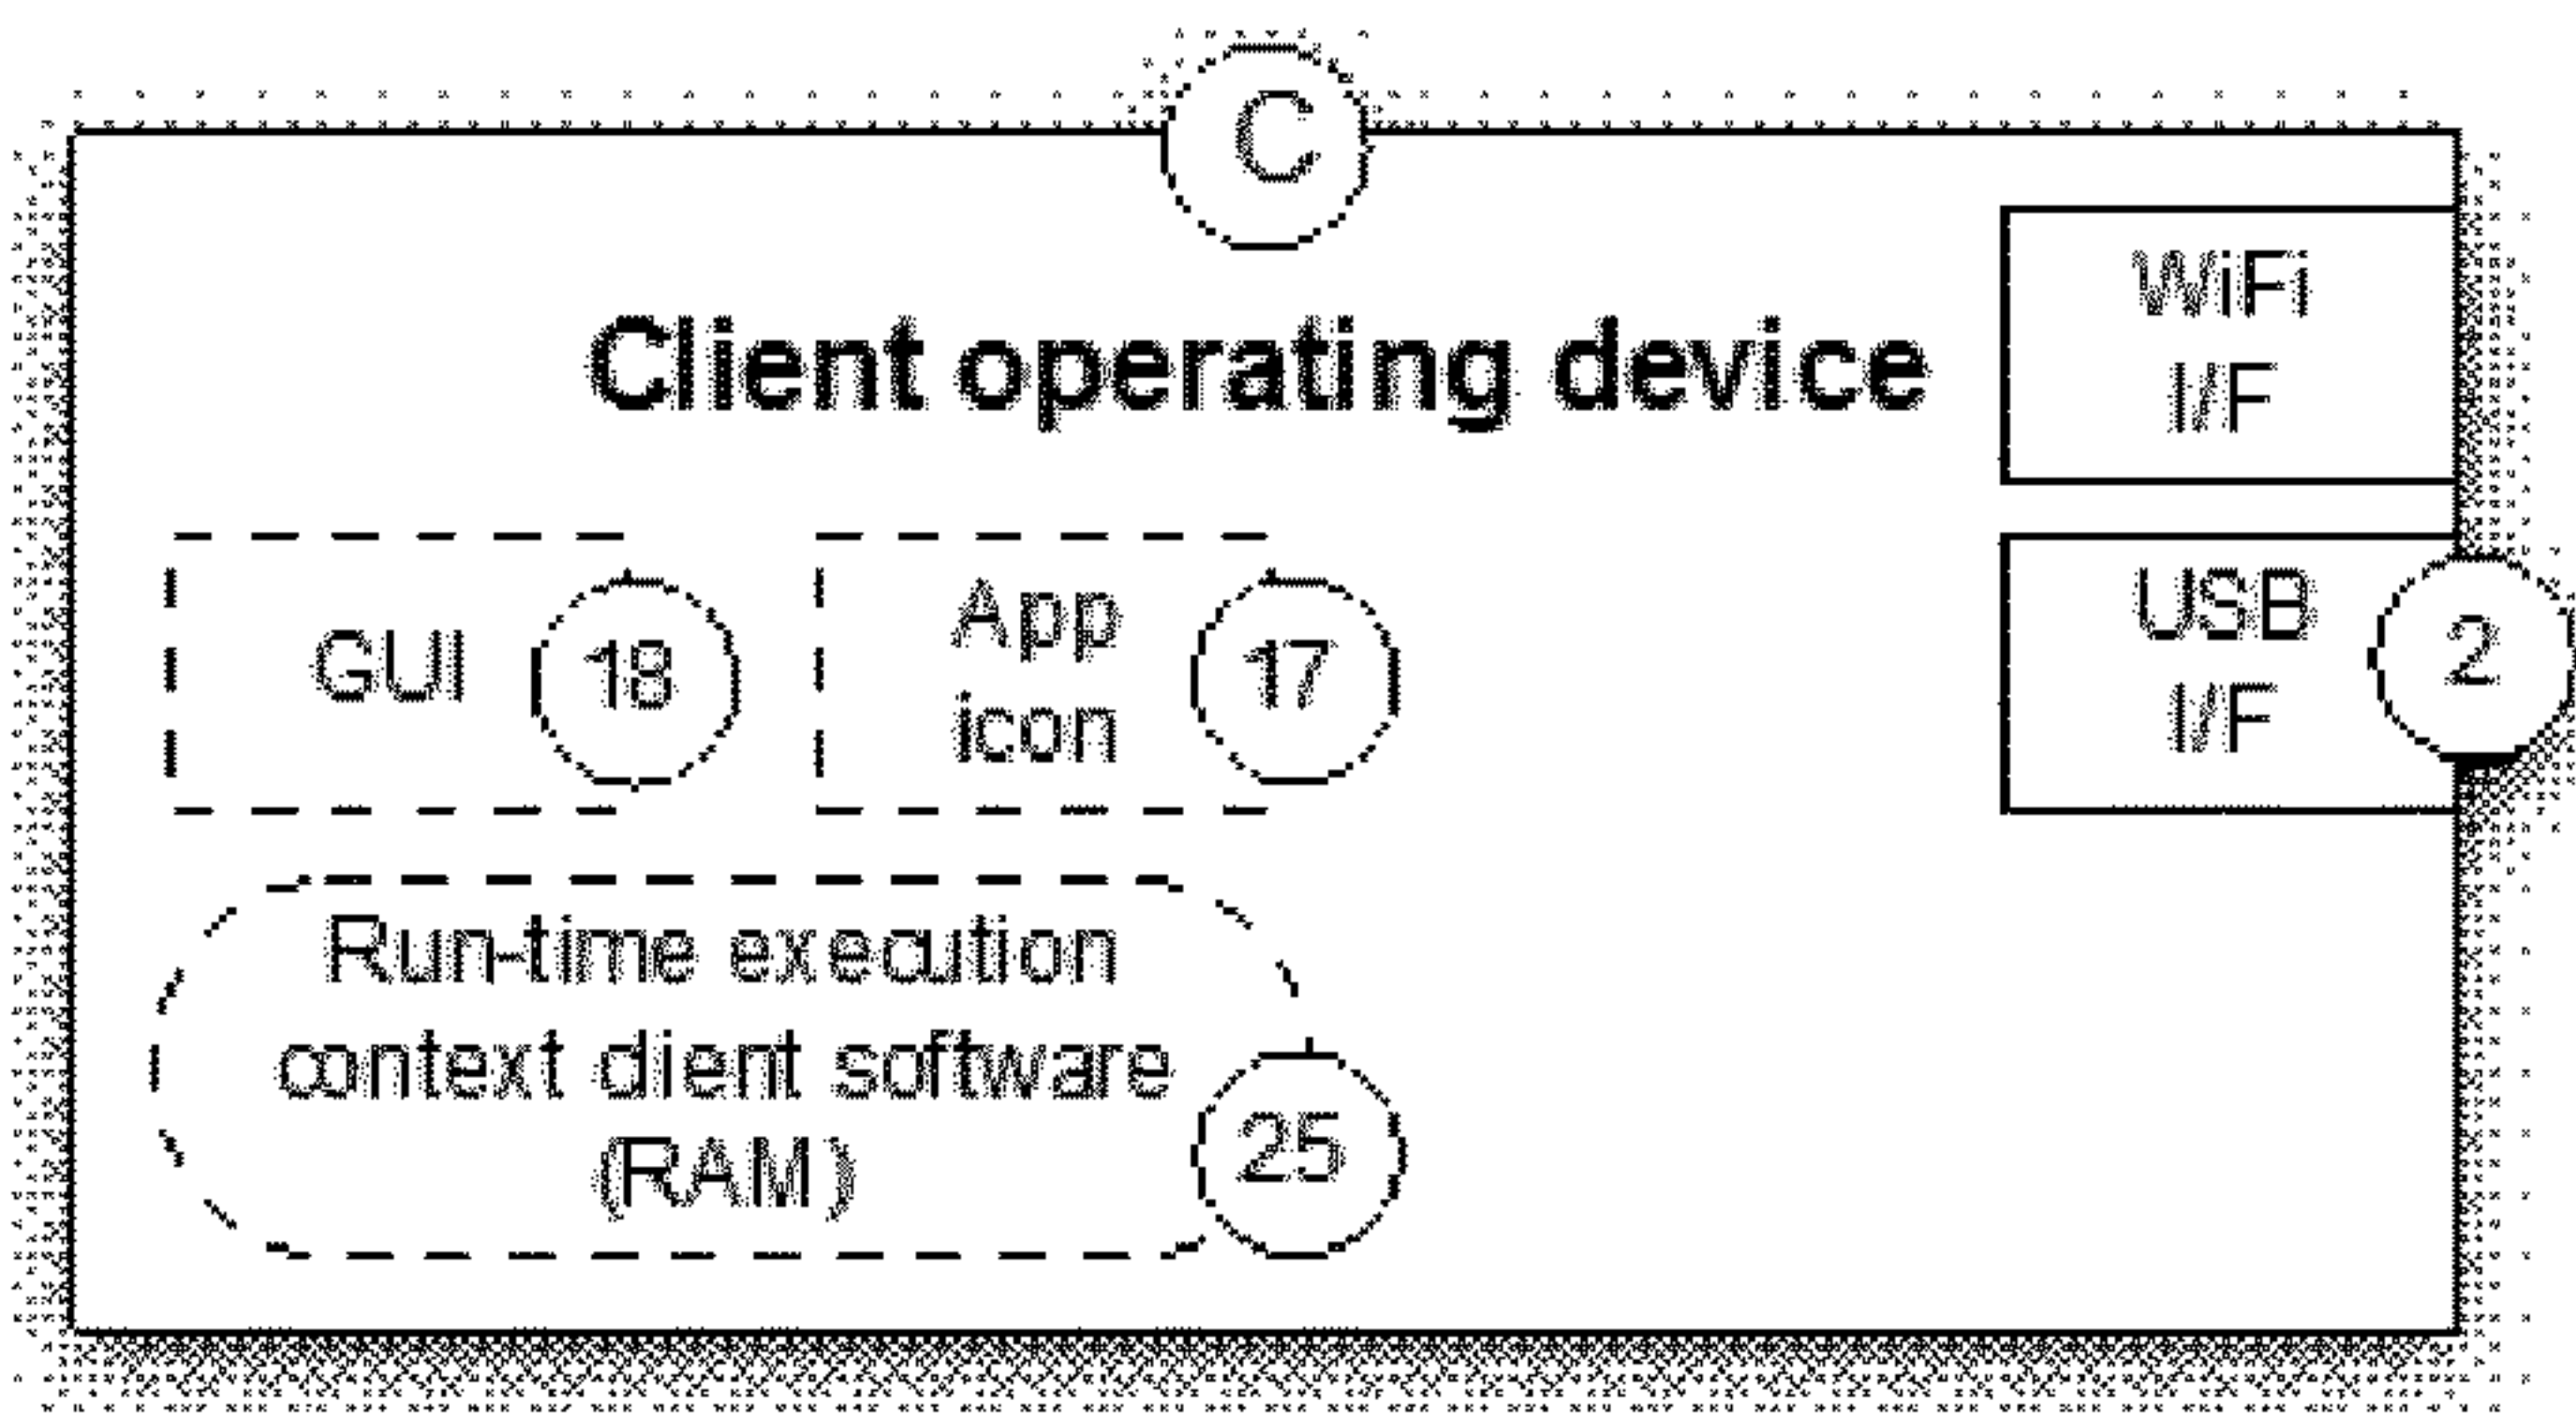 C
Client operating device
WiFi
I/F
GUI
18
App
icon
17
USB
I/F
2
Run-time execution
context client software
(RAM)
25